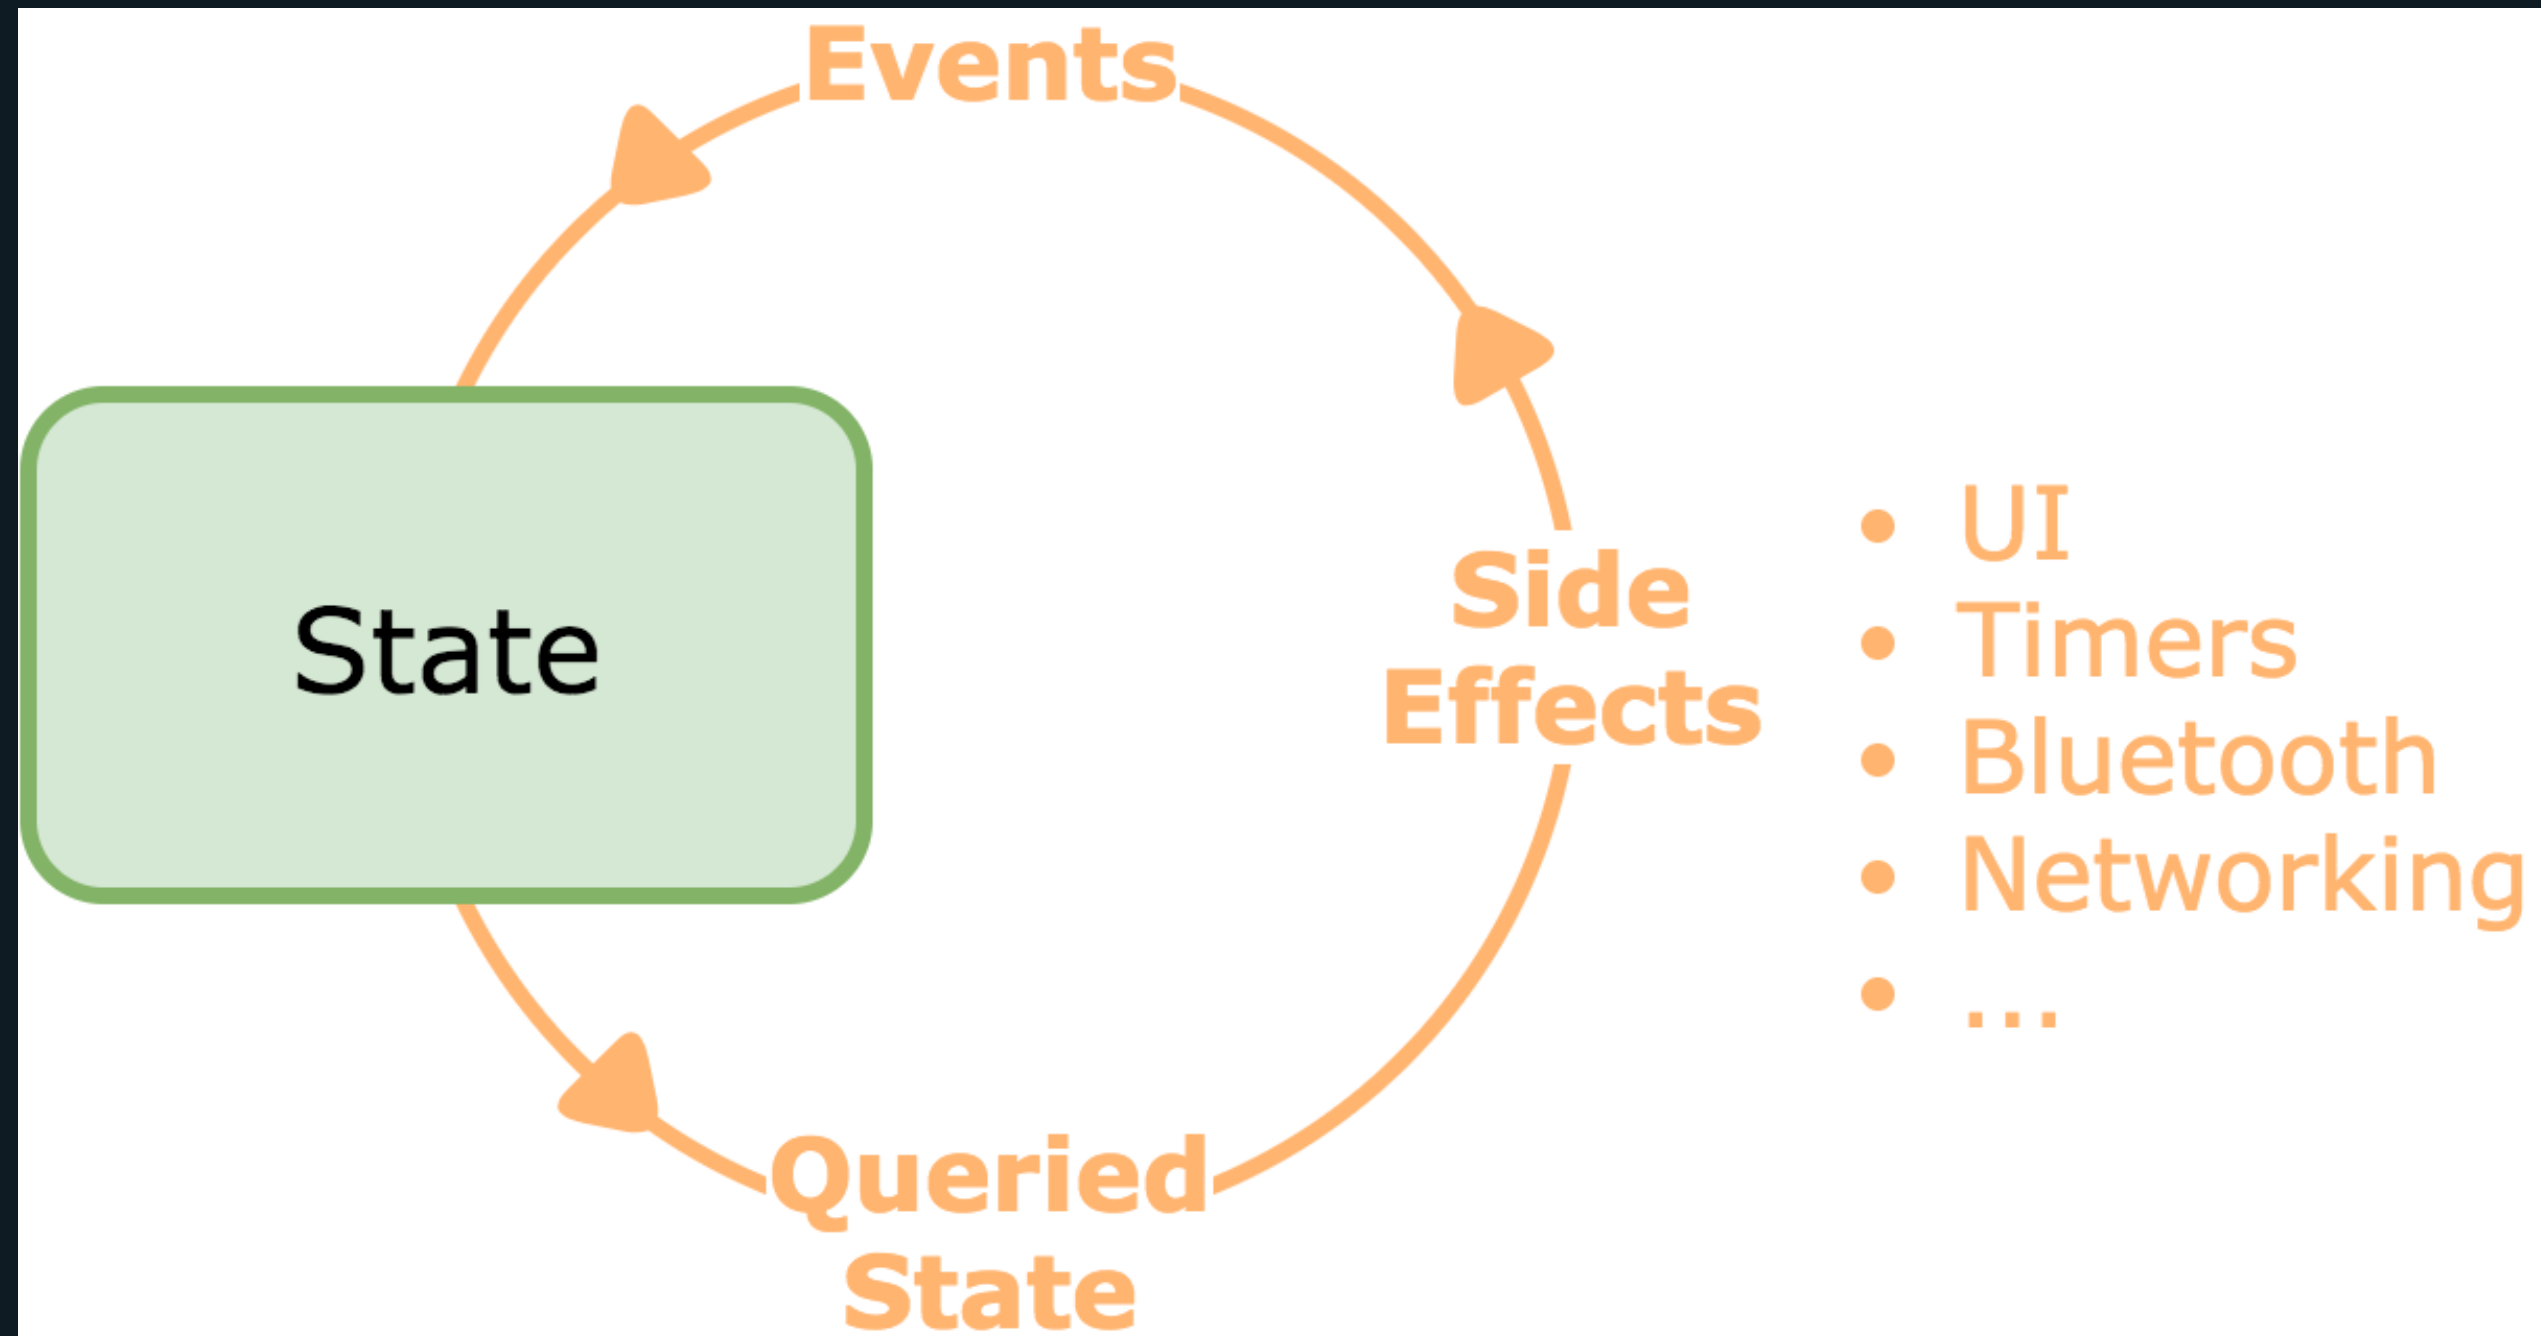 Events
State
Side
Effects
• UI
• Timers
• Bluetooth
• Networking
• ...
Queried
State